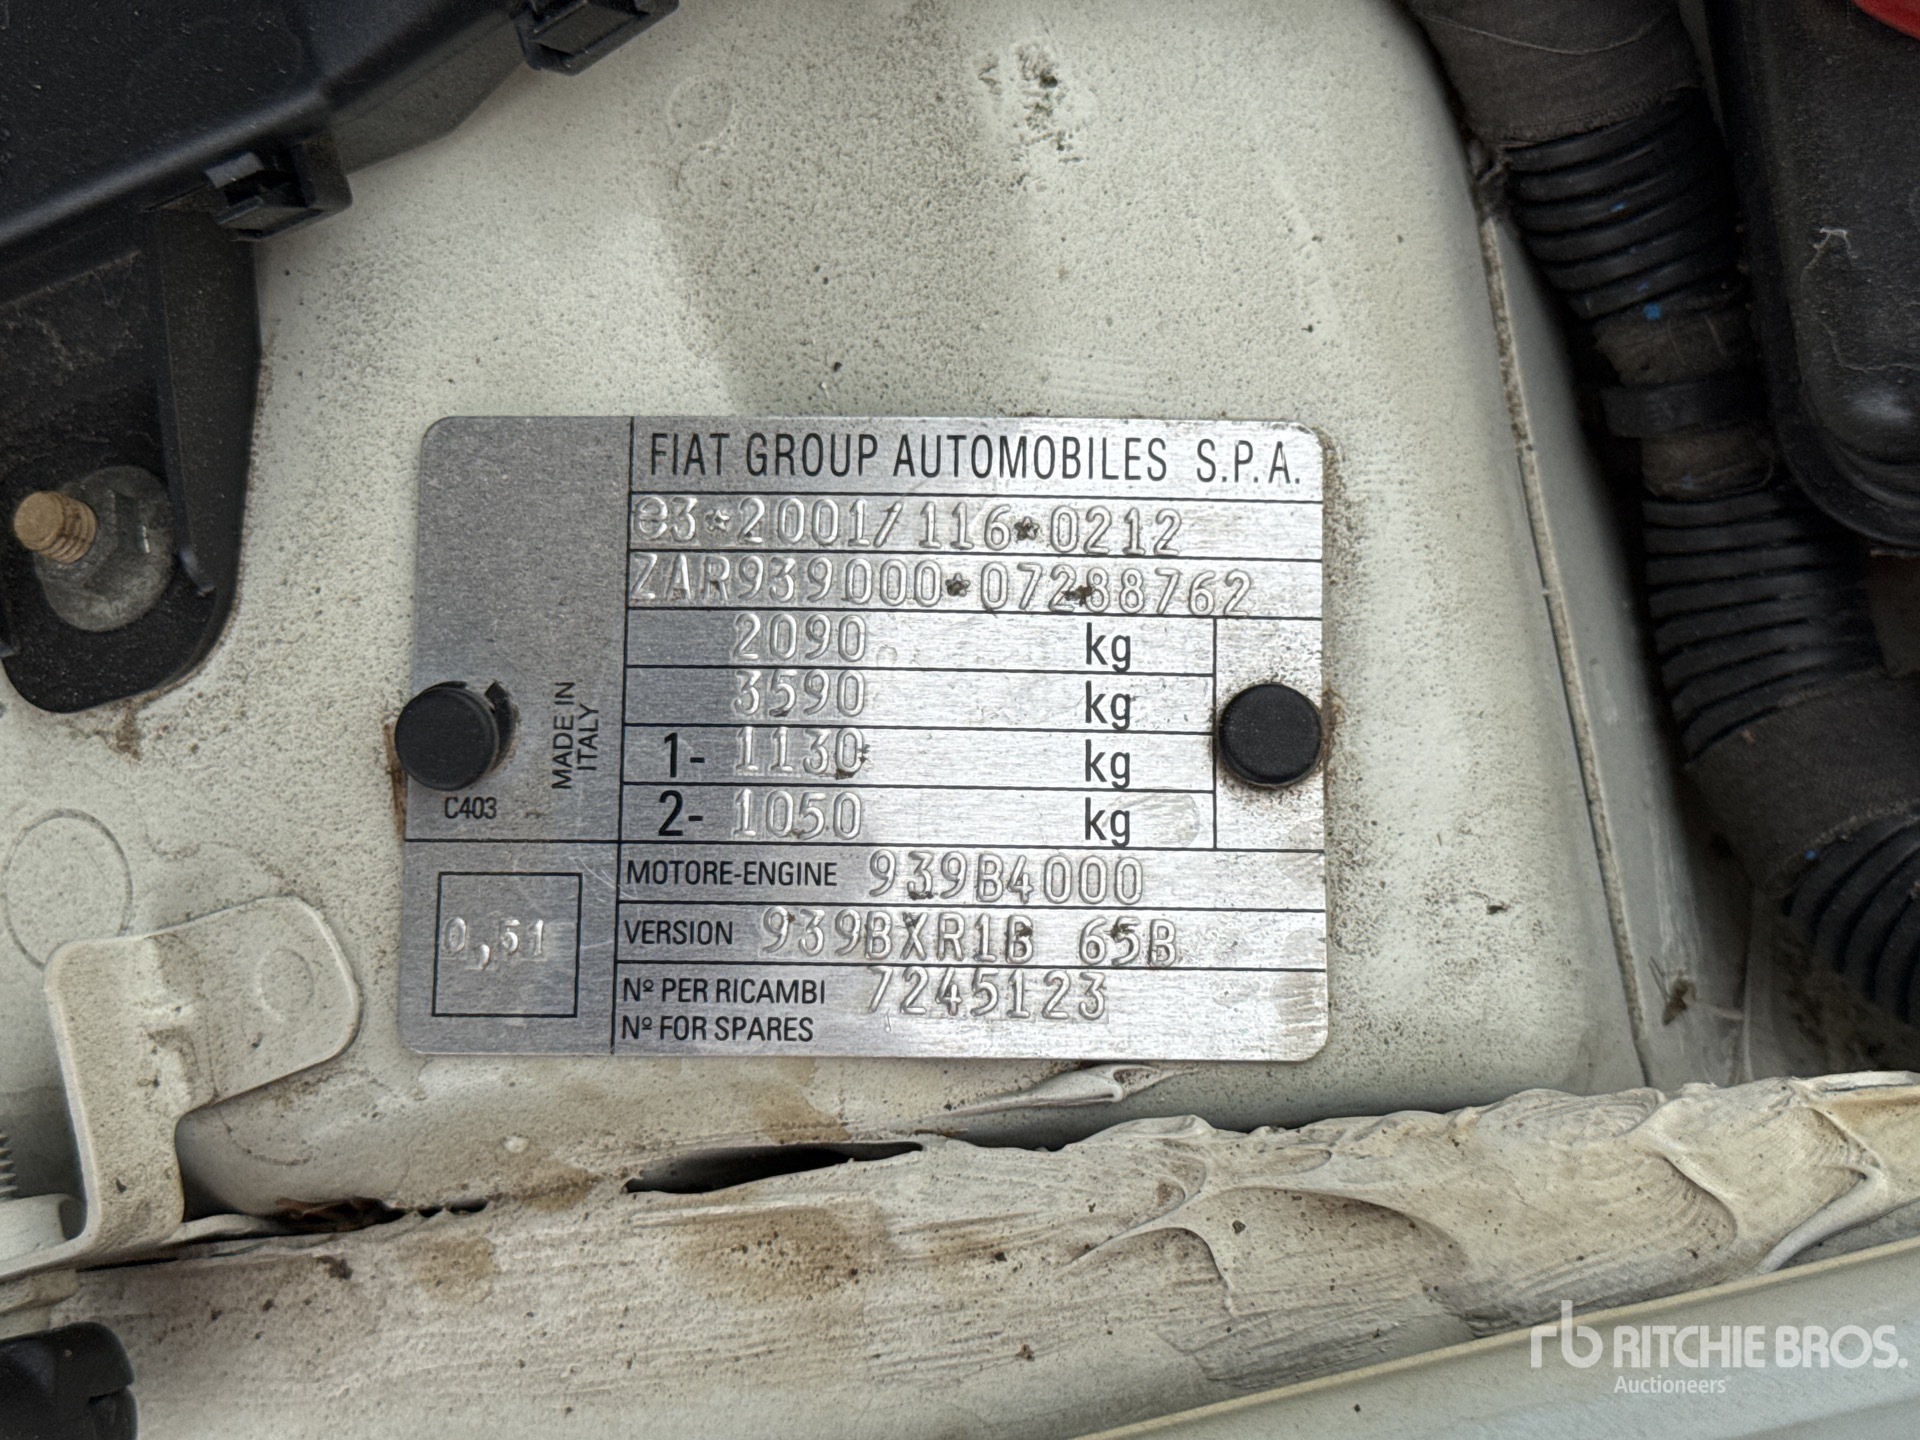 FIAT GROUP AUTOMOBILES S.P.A.
e3*2001/116*0212
ZAR939000*07288762
2090 kg
3590 kg
1- 1130 kg
2- 1050 kg
MADE IN
ITALY
C403
MOTORE-ENGINE 939B4000
0,51
VERSION 939BXR1B 65B
Nº PER RICAMBI 7245123
Nº FOR SPARES
rb RITCHIE BROS.
Auctioneers